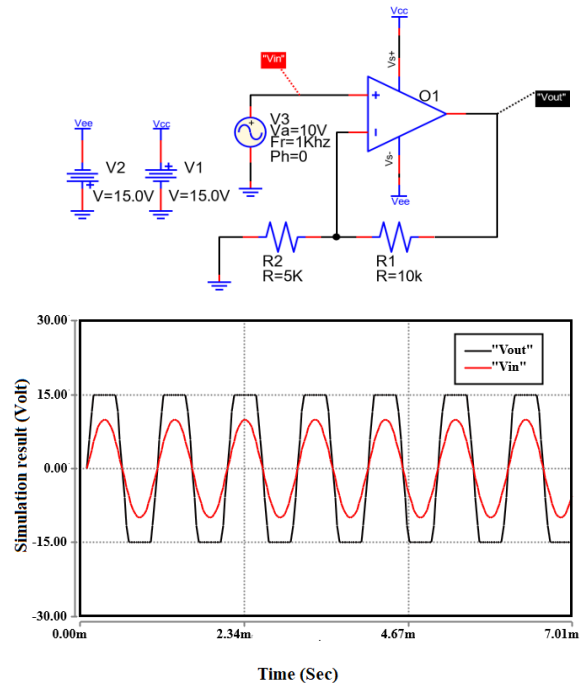 Vcc
"Vin"
Vs+
O1
"Vout"
V3
Va=10V
Fr=1Khz
Ph=0
Vs-
Vee
Vee
Vcc
V2
V1
V=15.0V
V=15.0V
R2
R=5K
R1
R=10k
Simulation result (Volt)
30.00
15.00
0.00
-15.00
-30.00
"Vout"
"Vin"
0.00m
2.34m
4.67m
7.01m
Time (Sec)